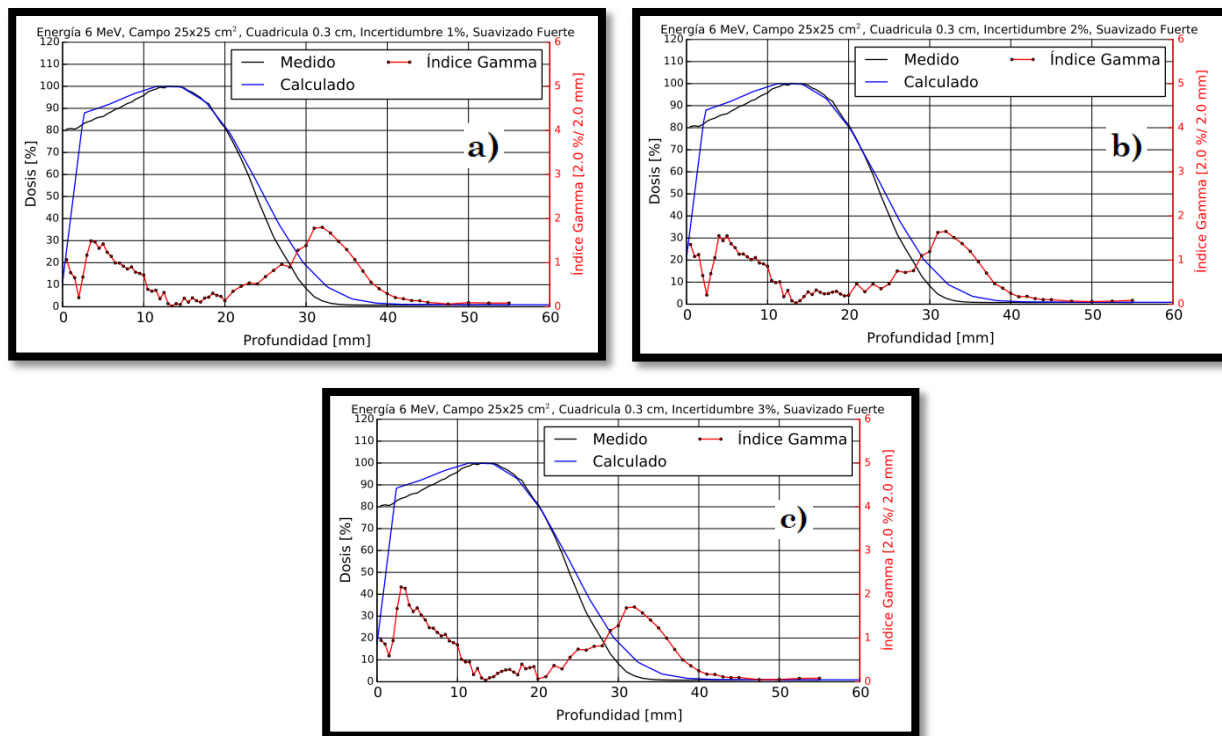 Energía 6 MeV, Campo 25x25 cm², Cuadricula 0.3 cm, Incertidumbre 1%, Suavizado Fuerte
120
110
100
90
80
70
60
50
40
30
20
10
0
Dosis [%]
Medido
Calculado
Índice Gamma
a)
6
5
4
3
2
1
0
Índice Gamma [2.0 %/ 2.0 mm]
0 10 20 30 40 50 60
Profundidad [mm]
Energía 6 MeV, Campo 25x25 cm², Cuadricula 0.3 cm, Incertidumbre 2%, Suavizado Fuerte
120
110
100
90
80
70
60
50
40
30
20
10
0
Dosis [%]
Medido
Calculado
Índice Gamma
b)
6
5
4
3
2
1
0
Índice Gamma [2.0 %/ 2.0 mm]
0 10 20 30 40 50 60
Profundidad [mm]
Energía 6 MeV, Campo 25x25 cm², Cuadricula 0.3 cm, Incertidumbre 3%, Suavizado Fuerte
120
110
100
90
80
70
60
50
40
30
20
10
0
Dosis [%]
Medido
Calculado
Índice Gamma
c)
6
5
4
3
2
1
0
Índice Gamma [2.0 %/ 2.0 mm]
0 10 20 30 40 50 60
Profundidad [mm]